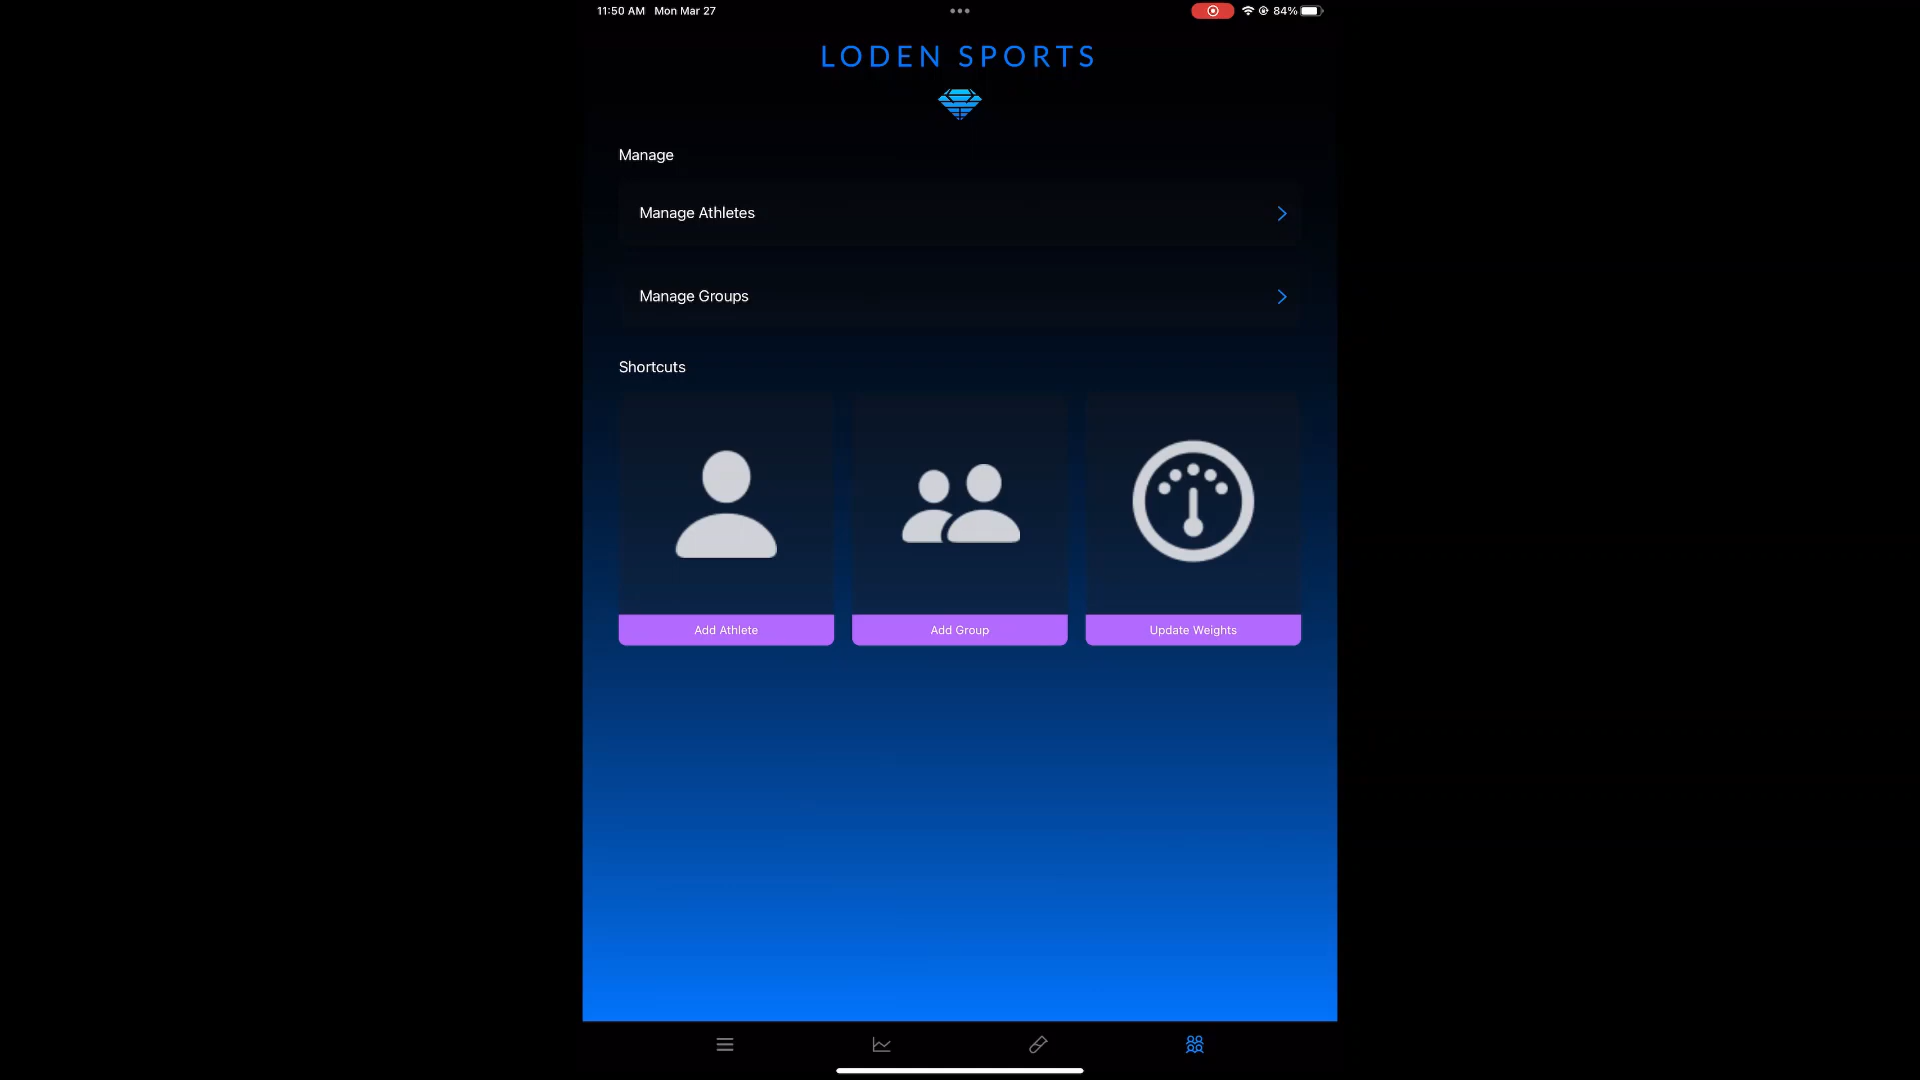 11:50 AM Mon Mar 27
84%
LODEN SPORTS
Manage
Manage Athletes
Manage Groups
Shortcuts
Add Athlete
Add Group
Update Weights